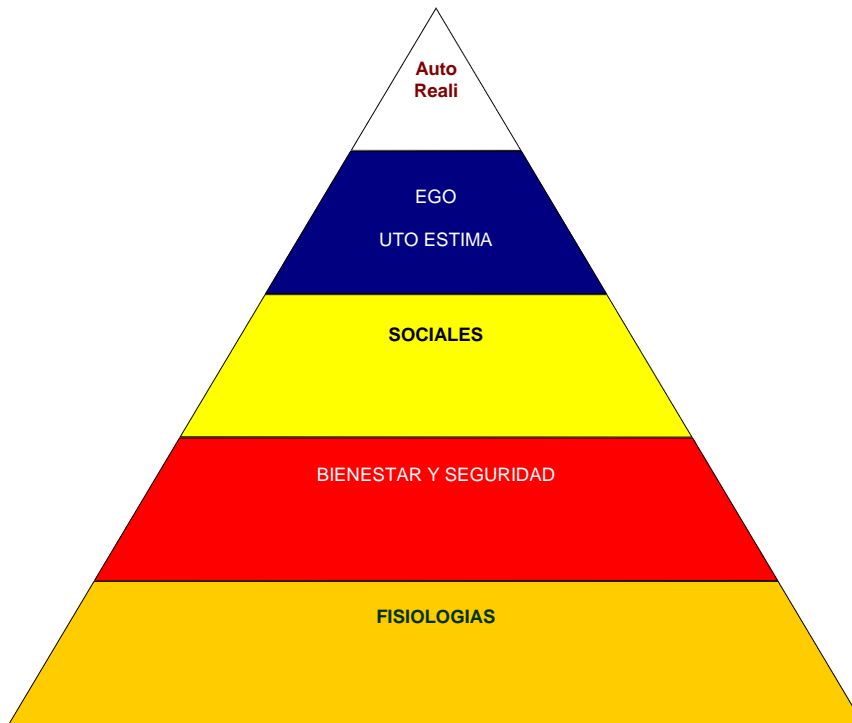 Auto
Reali
EGO
UTO ESTIMA
SOCIALES
BIENESTAR Y SEGURIDAD
FISIOLOGIAS